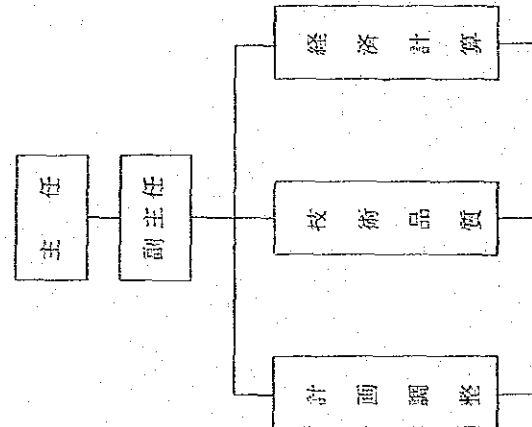 主任
副主任
計画調整
技術品質
経済計算